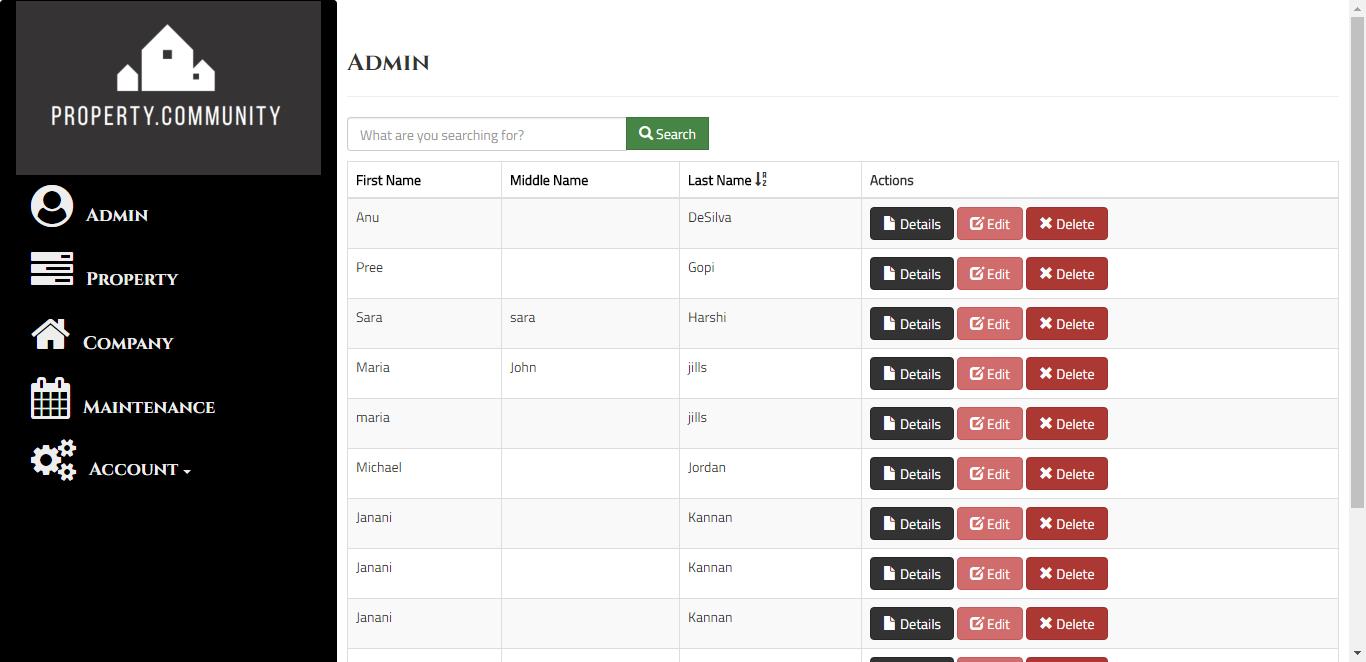 PROPERTY.COMMUNITY
Admin
Property
Company
Maintenance
Account
Admin
What are you searching for?
Search
First Name Middle Name Last Name Actions
Anu DeSilva Details Edit Delete
Pree Gopi Details Edit Delete
Sara sara Harshi Details Edit Delete
Maria John jills Details Edit Delete
maria jills Details Edit Delete
Michael Jordan Details Edit Delete
Janani Kannan Details Edit Delete
Janani Kannan Details Edit Delete
Janani Kannan Details Edit Delete